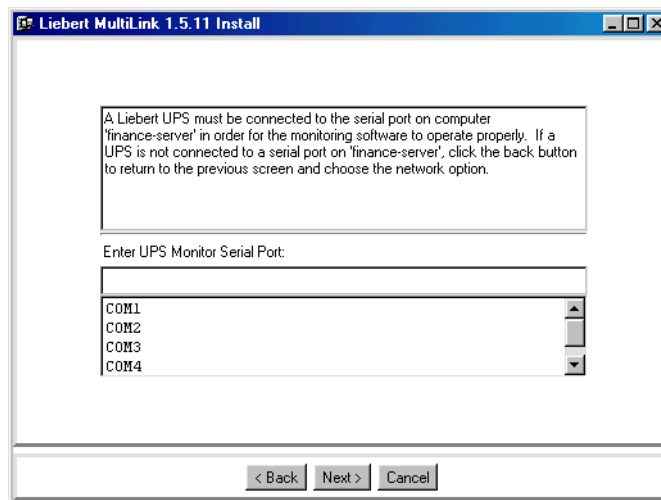 Liebert MultiLink 1.5.11 Install
A Liebert UPS must be connected to the serial port on computer
'finance-server' in order for the monitoring software to operate properly. If a
UPS is not connected to a serial port on 'finance-server', click the back button
to return to the previous screen and choose the network option.
Enter UPS Monitor Serial Port:
COM1
COM2
COM3
COM4
< Back Next > Cancel